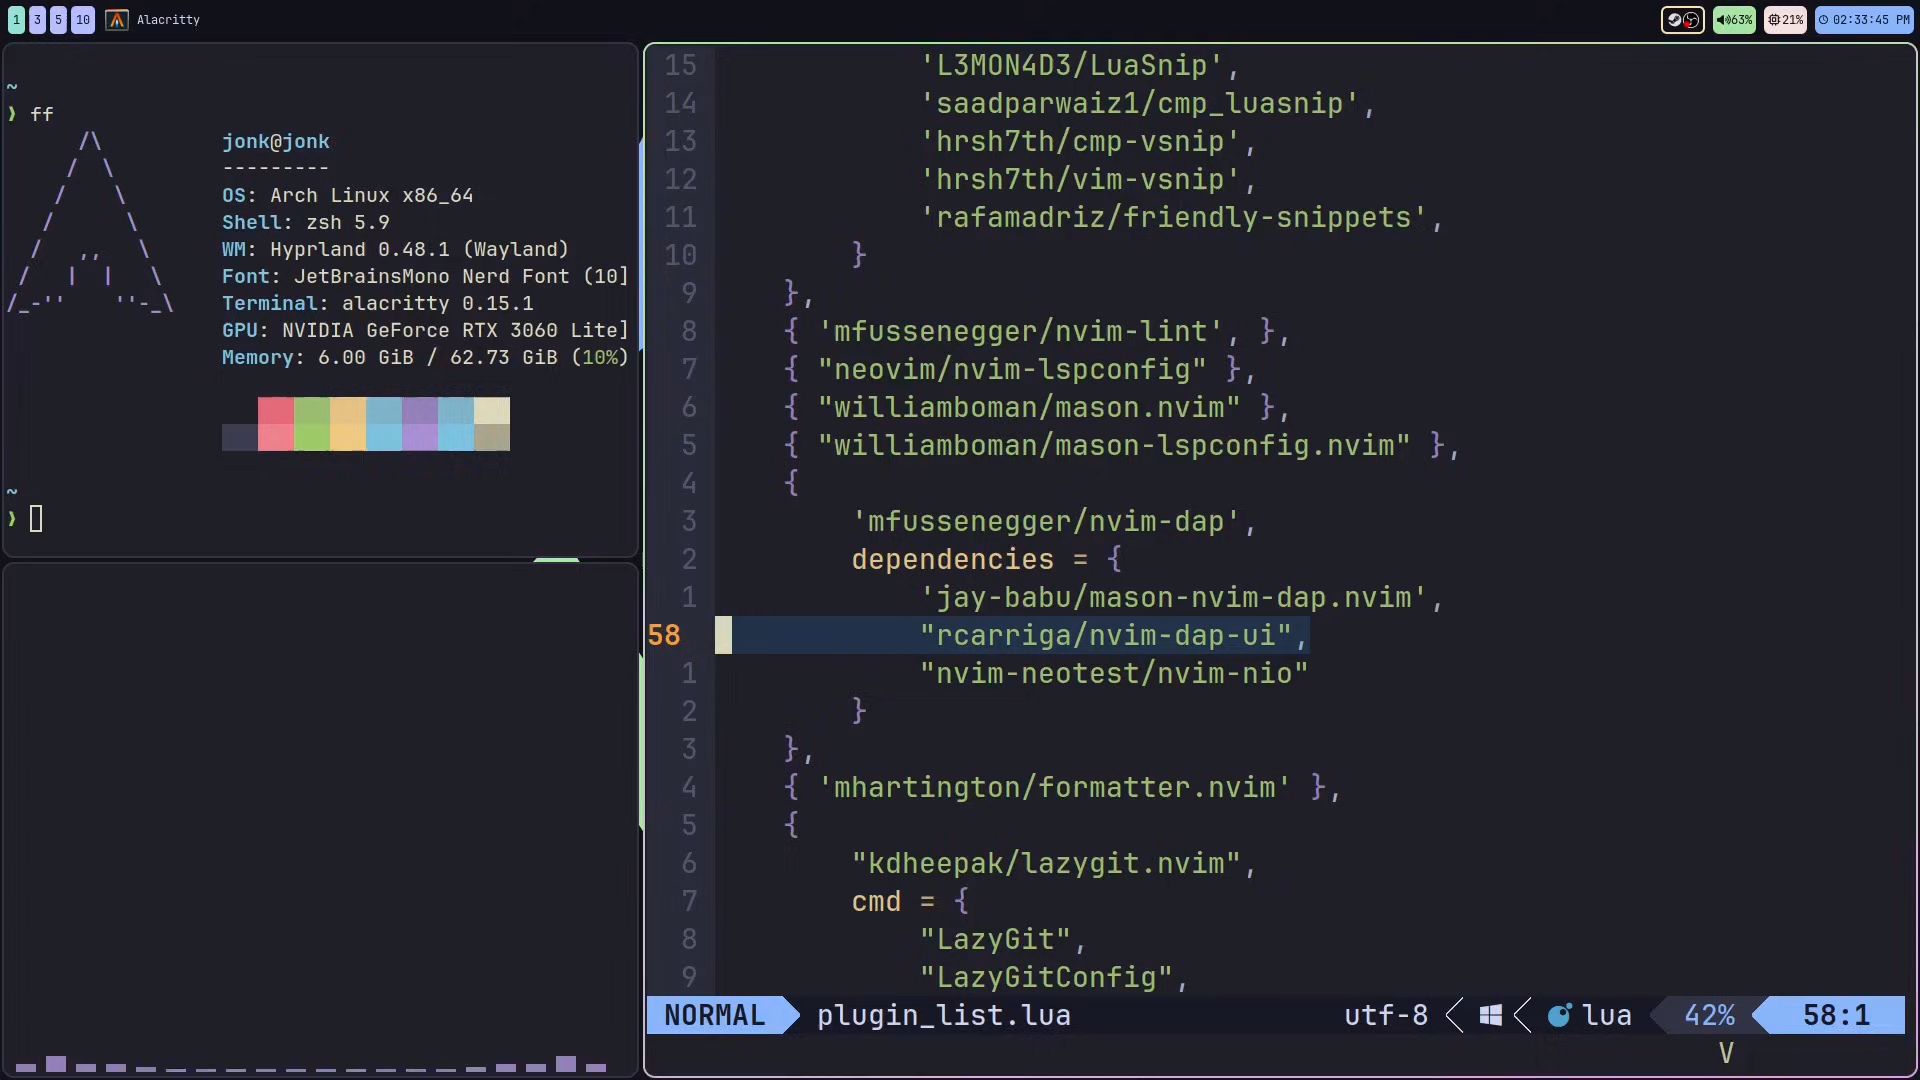 1 3 5 10 Alacritty 63% 21% 02:33:45 PM
~
❯ ff
jonk@jonk
---------
OS: Arch Linux x86_64
Shell: zsh 5.9
WM: Hyprland 0.48.1 (Wayland)
Font: JetBrainsMono Nerd Font (10]
Terminal: alacritty 0.15.1
GPU: NVIDIA GeForce RTX 3060 Lite]
Memory: 6.00 GiB / 62.73 GiB (10%)
~
❯
15 'L3MON4D3/LuaSnip',
14 'saadparwaiz1/cmp_luasnip',
13 'hrsh7th/cmp-vsnip',
12 'hrsh7th/vim-vsnip',
11 'rafamadriz/friendly-snippets',
10 }
9 },
8 { 'mfussenegger/nvim-lint', },
7 { "neovim/nvim-lspconfig" },
6 { "williamboman/mason.nvim" },
5 { "williamboman/mason-lspconfig.nvim" },
4 {
3 'mfussenegger/nvim-dap',
2 dependencies = {
1 'jay-babu/mason-nvim-dap.nvim',
58 "rcarriga/nvim-dap-ui",
1 "nvim-neotest/nvim-nio"
2 }
3 },
4 { 'mhartington/formatter.nvim' },
5 {
6 "kdheepak/lazygit.nvim",
7 cmd = {
8 "LazyGit",
9 "LazyGitConfig",
NORMAL plugin_list.lua utf-8 lua 42% 58:1
V